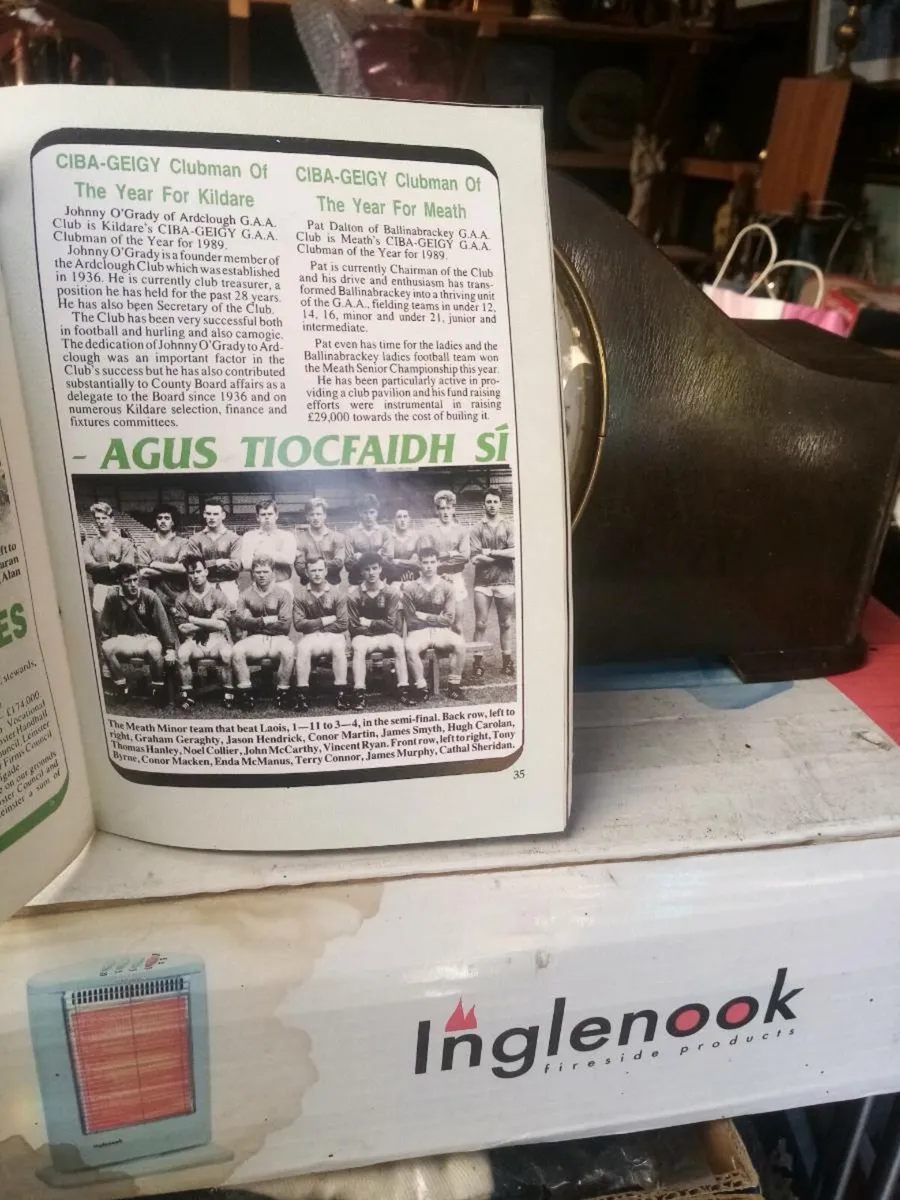 CIBA-GEIGY Clubman Of
The Year For Kildare
Johnny O'Grady of Ardclough G.A.A.
Club is Kildare's CIBA-GEIGY G.A.A.
Clubman of the Year for 1989.
Johnny O'Grady is a founder member of
the Ardclough Club which was established
in 1936. He is currently club treasurer, a
position he has held for the past 28 years.
He has also been Secretary of the Club.
The Club has been very successful both
in football and hurling and also camogie.
The dedication of Johnny O'Grady to Ard-
clough was an important factor in the
Club's success but he has also contributed
substantially to County Board affairs as a
delegate to the Board since 1936 and on
numerous Kildare selection, finance and
fixtures committees.
CIBA-GEIGY Clubman Of
The Year For Meath
Pat Dalton of Ballinabrackey G.A.A.
Club is Meath's CIBA-GEIGY G.A.A.
Clubman of the Year for 1989.
Pat is currently Chairman of the Club
and his drive and enthusiasm has trans-
formed Ballinabrackey into a thriving unit
of the G.A.A., fielding teams in under 12,
14, 16, minor and under 21, junior and
intermediate.
Pat even has time for the ladies and the
Ballinabrackey ladies football team won
the Meath Senior Championship this year.
He has been particularly active in pro-
viding a club pavilion and his fund raising
efforts were instrumental in raising
£29,000 towards the cost of builing it.
- AGUS TIOCFAIDH SÍ
The Meath Minor team that beat Laois, 1—11 to 3—4, in the semi-final. Back row, left to
right, Graham Geraghty, Jason Hendrick, Conor Martin, James Smyth, Hugh Carolan,
Thomas Hanley, Noel Collier, John McCarthy, Vincent Ryan. Front row, left to right, Tony
Byrne, Conor Macken, Enda McManus, Terry Connor, James Murphy, Cathal Sheridan.
35
ft to
aran
Alan
ES
stewards,
£174,000
Vocational
Council and
a sum of
Inglenook
fireside products
Inglenook